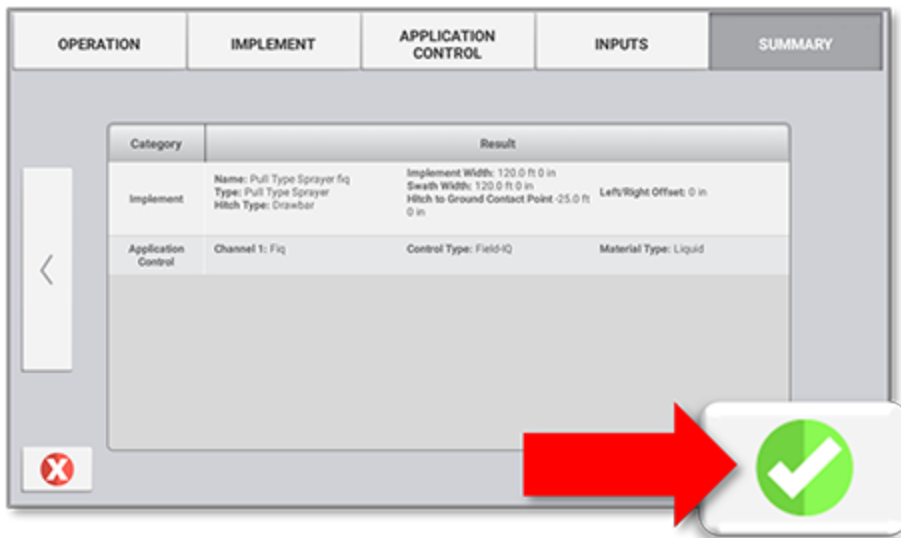 OPERATION
IMPLEMENT
APPLICATION
CONTROL
INPUTS
SUMMARY
Category
Result
Implement
Name: Pull Type Sprayer fiq
Type: Pull Type Sprayer
Hitch Type: Drawbar
Implement Width: 120.0 ft 0 in
Swath Width: 120.0 ft 0 in
Hitch to Ground Contact Point -25.0 ft
0 in
Left/Right Offset: 0 in
Application
Control
Channel 1: Fiq
Control Type: Field-IQ
Material Type: Liquid